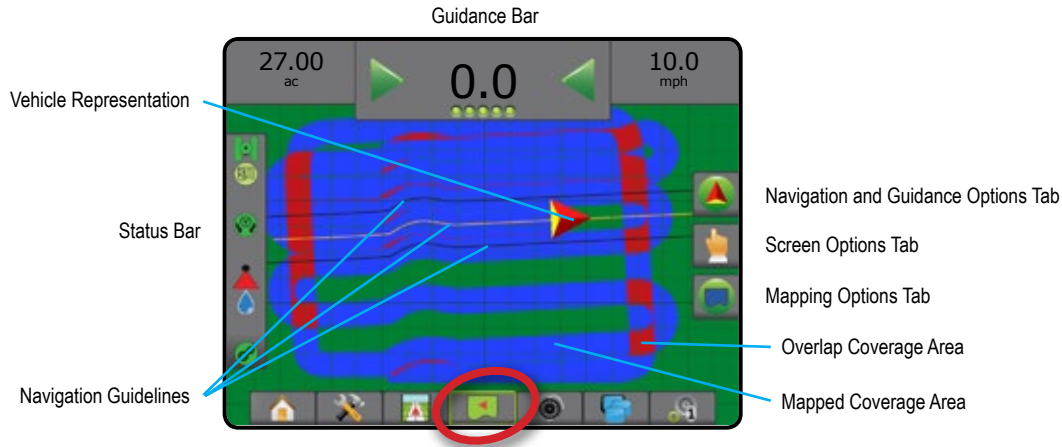 Guidance Bar
27.00
ac
0.0
10.0
mph
Vehicle Representation
Status Bar
Navigation and Guidance Options Tab
Screen Options Tab
Mapping Options Tab
Overlap Coverage Area
Navigation Guidelines
Mapped Coverage Area
1